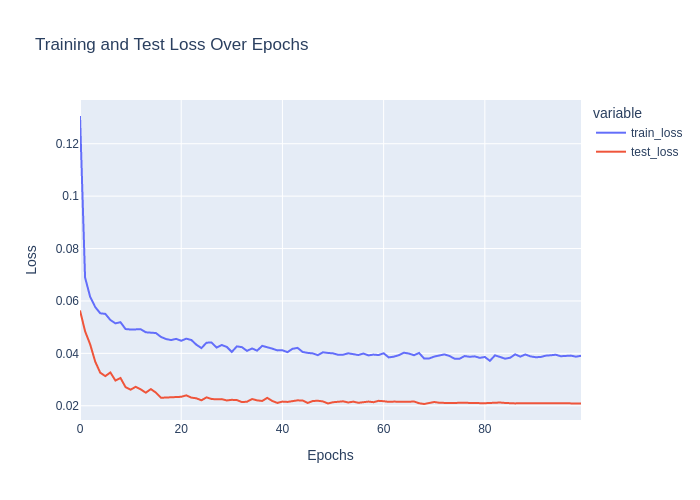 Training and Test Loss Over Epochs
variable
train_loss
test_loss
Loss
0.12
0.1
0.08
0.06
0.04
0.02
0
20
40
60
80
Epochs